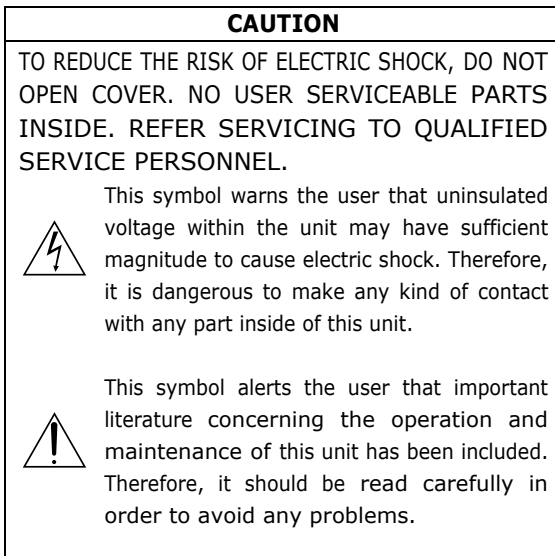 CAUTION
TO REDUCE THE RISK OF ELECTRIC SHOCK, DO NOT
OPEN COVER. NO USER SERVICEABLE PARTS
INSIDE. REFER SERVICING TO QUALIFIED
SERVICE PERSONNEL.
This symbol warns the user that uninsulated
voltage within the unit may have sufficient
magnitude to cause electric shock. Therefore,
it is dangerous to make any kind of contact
with any part inside of this unit.
This symbol alerts the user that important
literature concerning the operation and
maintenance of this unit has been included.
Therefore, it should be read carefully in
order to avoid any problems.